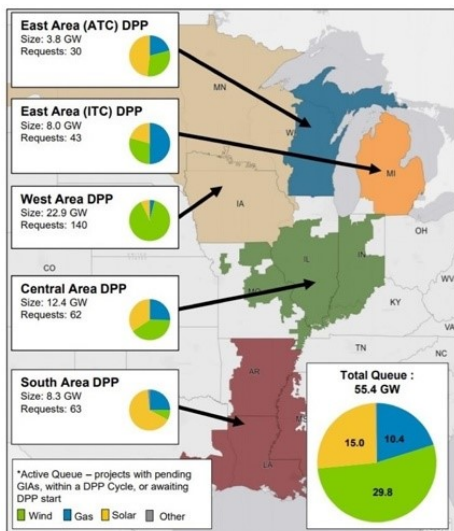 East Area (ATC) DPP
Size: 3.8 GW
Requests: 30
East Area (ITC) DPP
Size: 8.0 GW
Requests: 43
West Area DPP
Size: 22.9 GW
Requests: 140
Central Area DPP
Size: 12.4 GW
Requests: 62
South Area DPP
Size: 8.3 GW
Requests: 63
*Active Queue – projects with pending
GIAs, within a DPP Cycle, or awaiting
DPP start
Wind Gas Solar Other
MN
WI
MI
IA
OH
IL
IN
MO
CO
WV
KY
VA
TN
NC
AR
MS
LA
Total Queue
:
55.4 GW
15.0
10.4
29.8